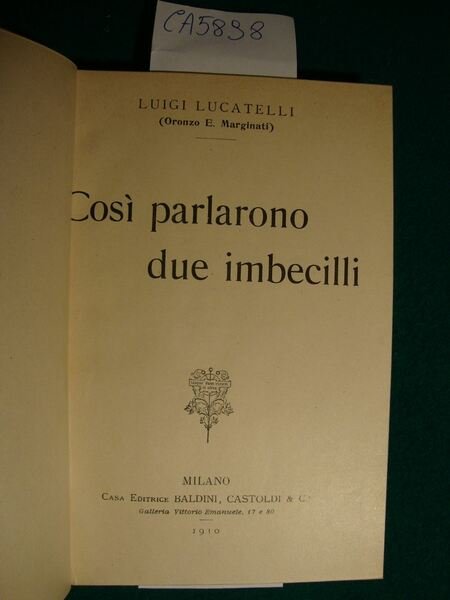 CA5898
LUIGI LUCATELLI
(Oronzo E. Marginati)
Così parlarono
due imbecilli
MILANO
CASA EDITRICE BALDINI, CASTOLDI & C.
Galleria Vittorio Emanuele, 17 e 80
1910